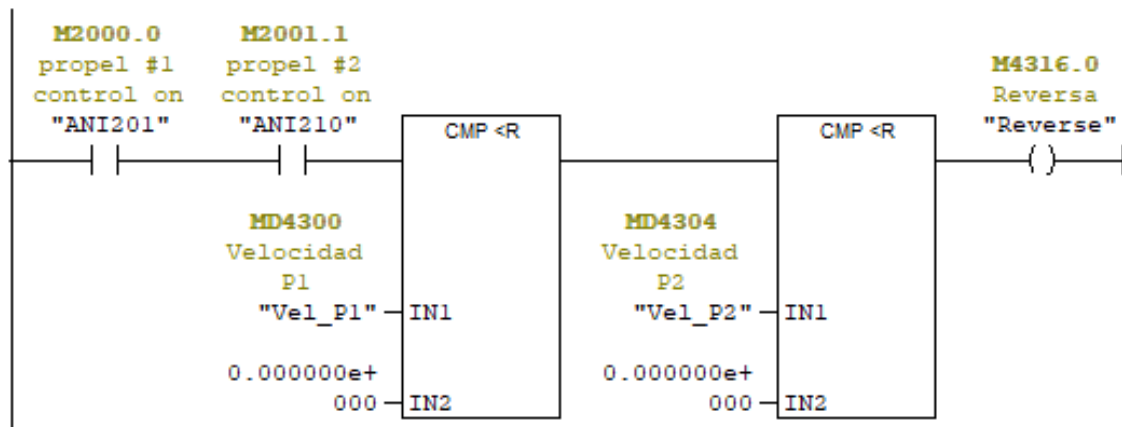 M2000.0
propel #1
control on
"ANI201"
M2001.1
propel #2
control on
"ANI210"
CMP <R
CMP <R
M4316.0
Reversa
"Reverse"
MD4300
Velocidad
P1
"Vel_P1"
IN1
0.000000e+
000
IN2
MD4304
Velocidad
P2
"Vel_P2"
IN1
0.000000e+
000
IN2